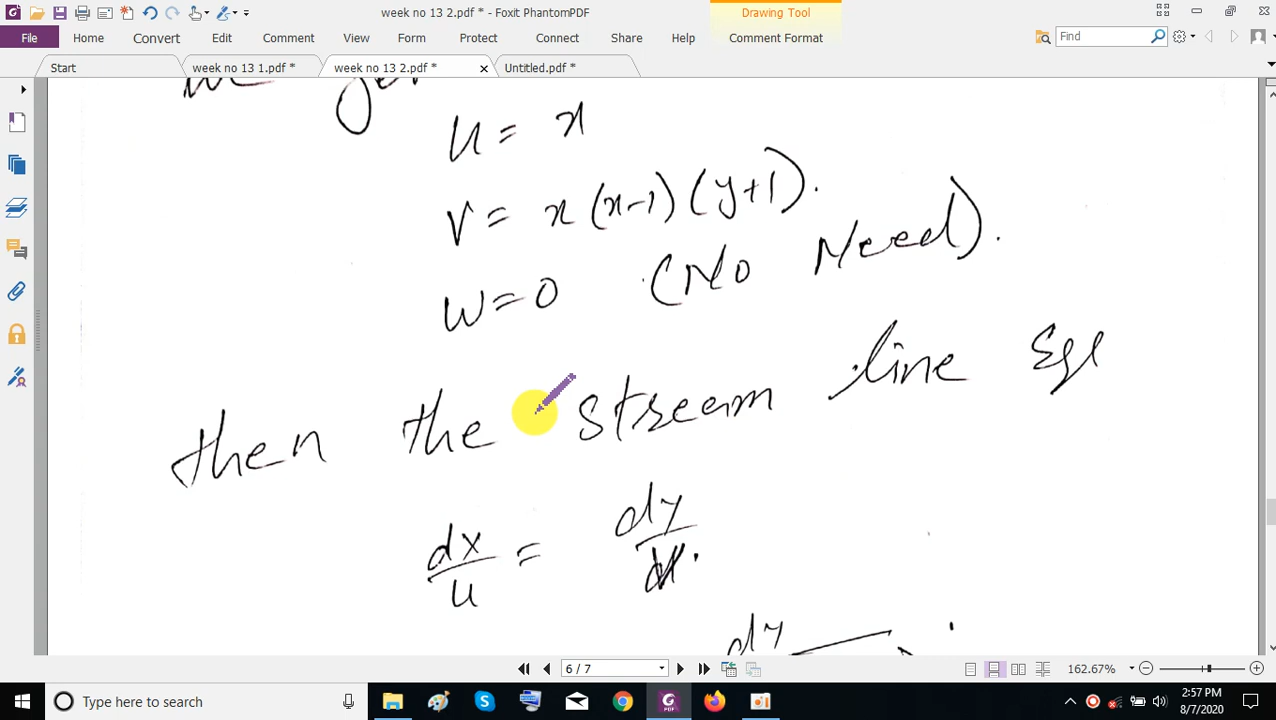 week no 13 2.pdf * - Foxit PhantomPDF
Drawing Tool
File Home Convert Edit Comment View Form Protect Connect Share Help Comment Format Find
Start week no 13 1.pdf * week no 13 2.pdf * Untitled.pdf *
u = x
v = x (x-1) (y+1).
w=0 (No Need).
then the stream line Eqs
dx/u = dy/v.
dy
6 / 7 162.67%
Type here to search
2:57 PM
8/7/2020